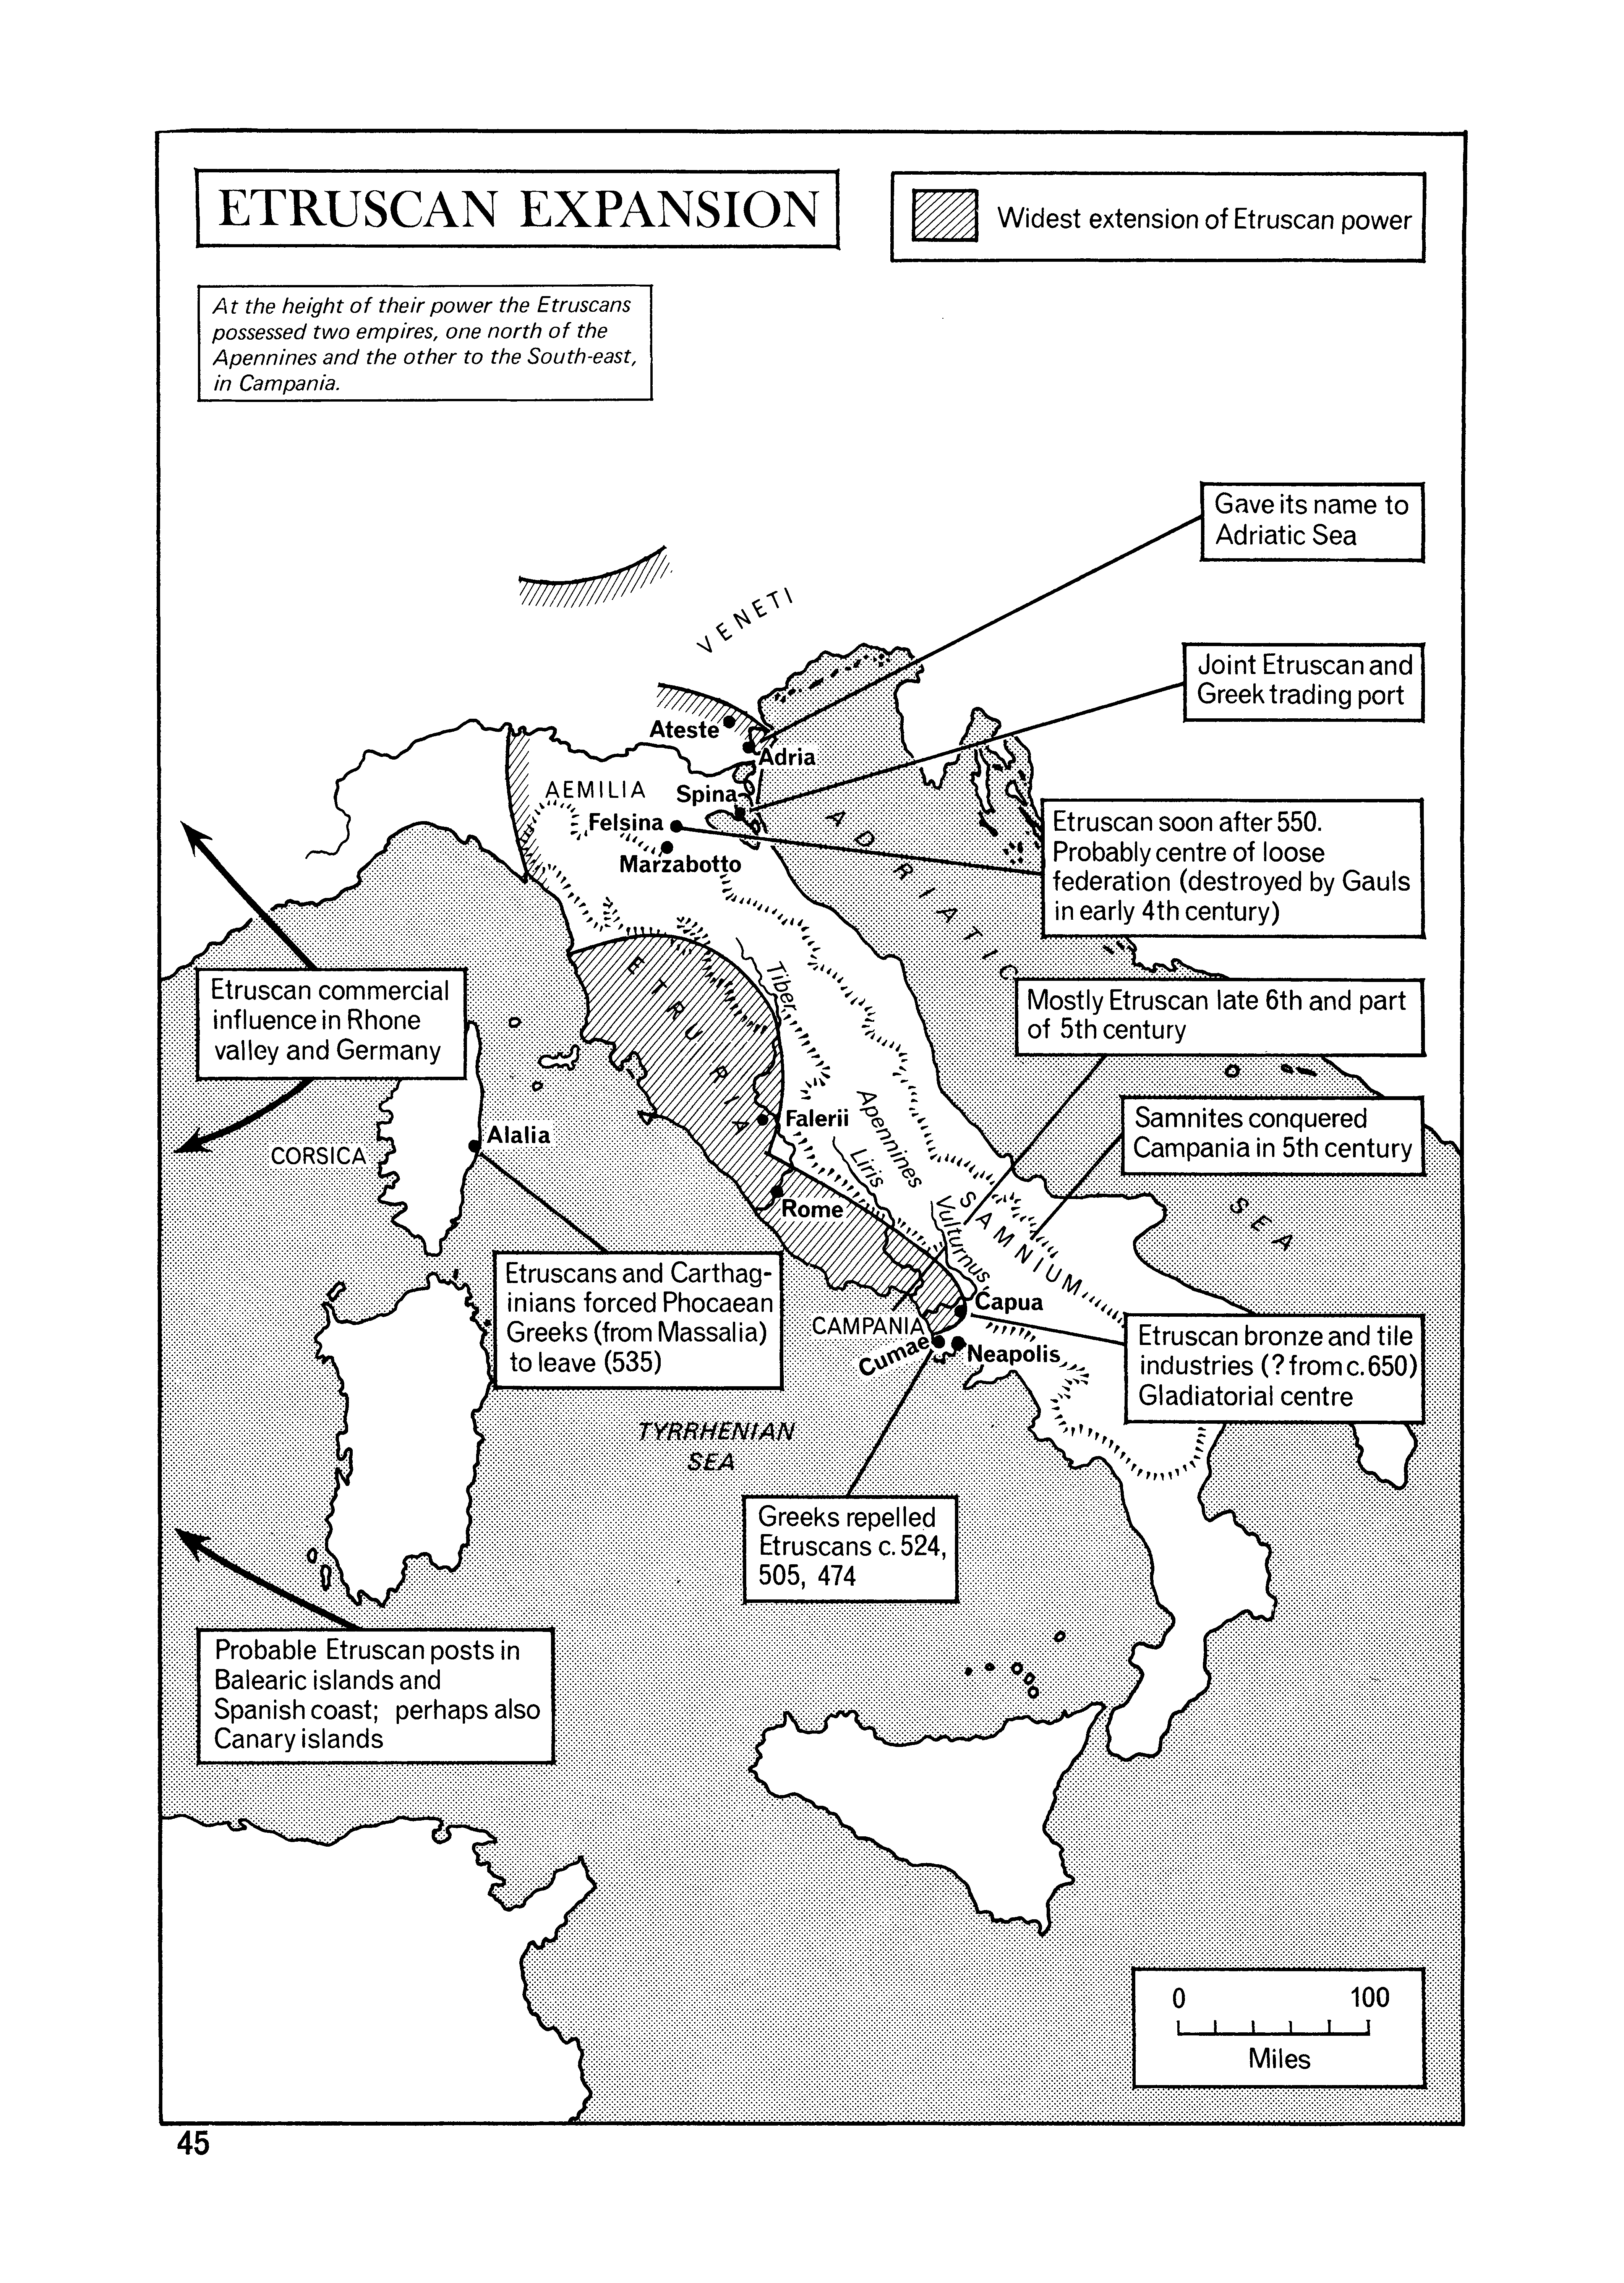 ETRUSCAN EXPANSION
Widest extension of Etruscan power
At the height of their power the Etruscans
possessed two empires, one north of the
Apennines and the other to the South-east,
in Campania.
Gave its name to
Adriatic Sea
VENETI
Joint Etruscan and
Greek trading port
Ateste
Adria
AEMILIA
Spina
Felsina
Marzabotto
Etruscan soon after 550.
Probably centre of loose
federation (destroyed by Gauls
in early 4th century)
ADRIATIC
SEA
ETRURIA
Tiber
Etruscan commercial
influence in Rhone
valley and Germany
Mostly Etruscan late 6th and part
of 5th century
Samnites conquered
Campania in 5th century
Falerii
Apennines
Liris
Alalia
CORSICA
Rome
Vulturnus
SAMNIUM
Etruscans and Carthag-
inians forced Phocaean
Greeks (from Massalia)
to leave (535)
Capua
CAMPANIA
Cumae
Neapolis
Etruscan bronze and tile
industries (? from c. 650)
Gladiatorial centre
TYRRHENIAN
SEA
Greeks repelled
Etruscans c. 524,
505, 474
Probable Etruscan posts in
Balearic islands and
Spanish coast; perhaps also
Canary islands
0 100
Miles
45